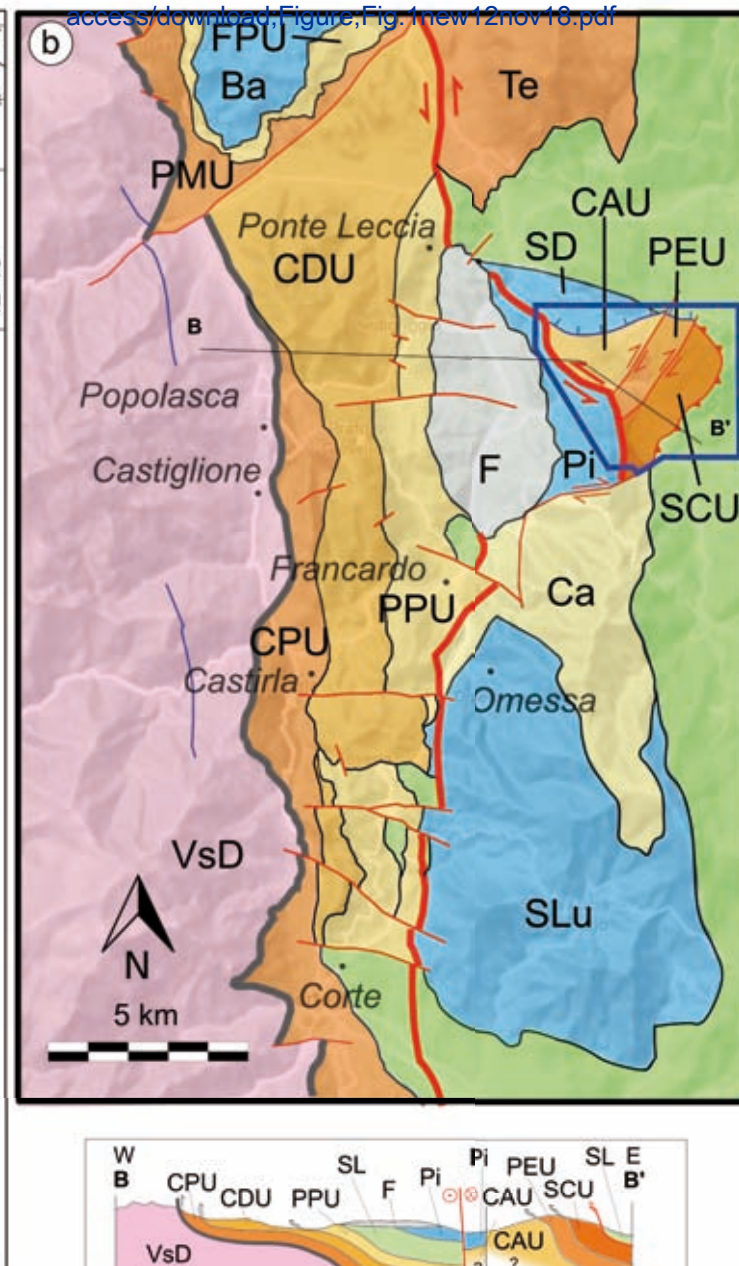 access/download;Figure;Fig.1new12nov18.pdf
b
FPU
Ba
Te
PMU
CAU
Ponte Leccia
SD
PEU
CDU
B
Popolasca
B'
Castiglione
F
Pi
SCU
Francardo
PPU
Ca
CPU
Castirla
Omessa
VsD
SLu
N
Corte
5 km
W
B
CPU
CDU
PPU
SL
F
Pi
Pi
CAU
PEU
SCU
SL
E
B'
CAU
VsD
?